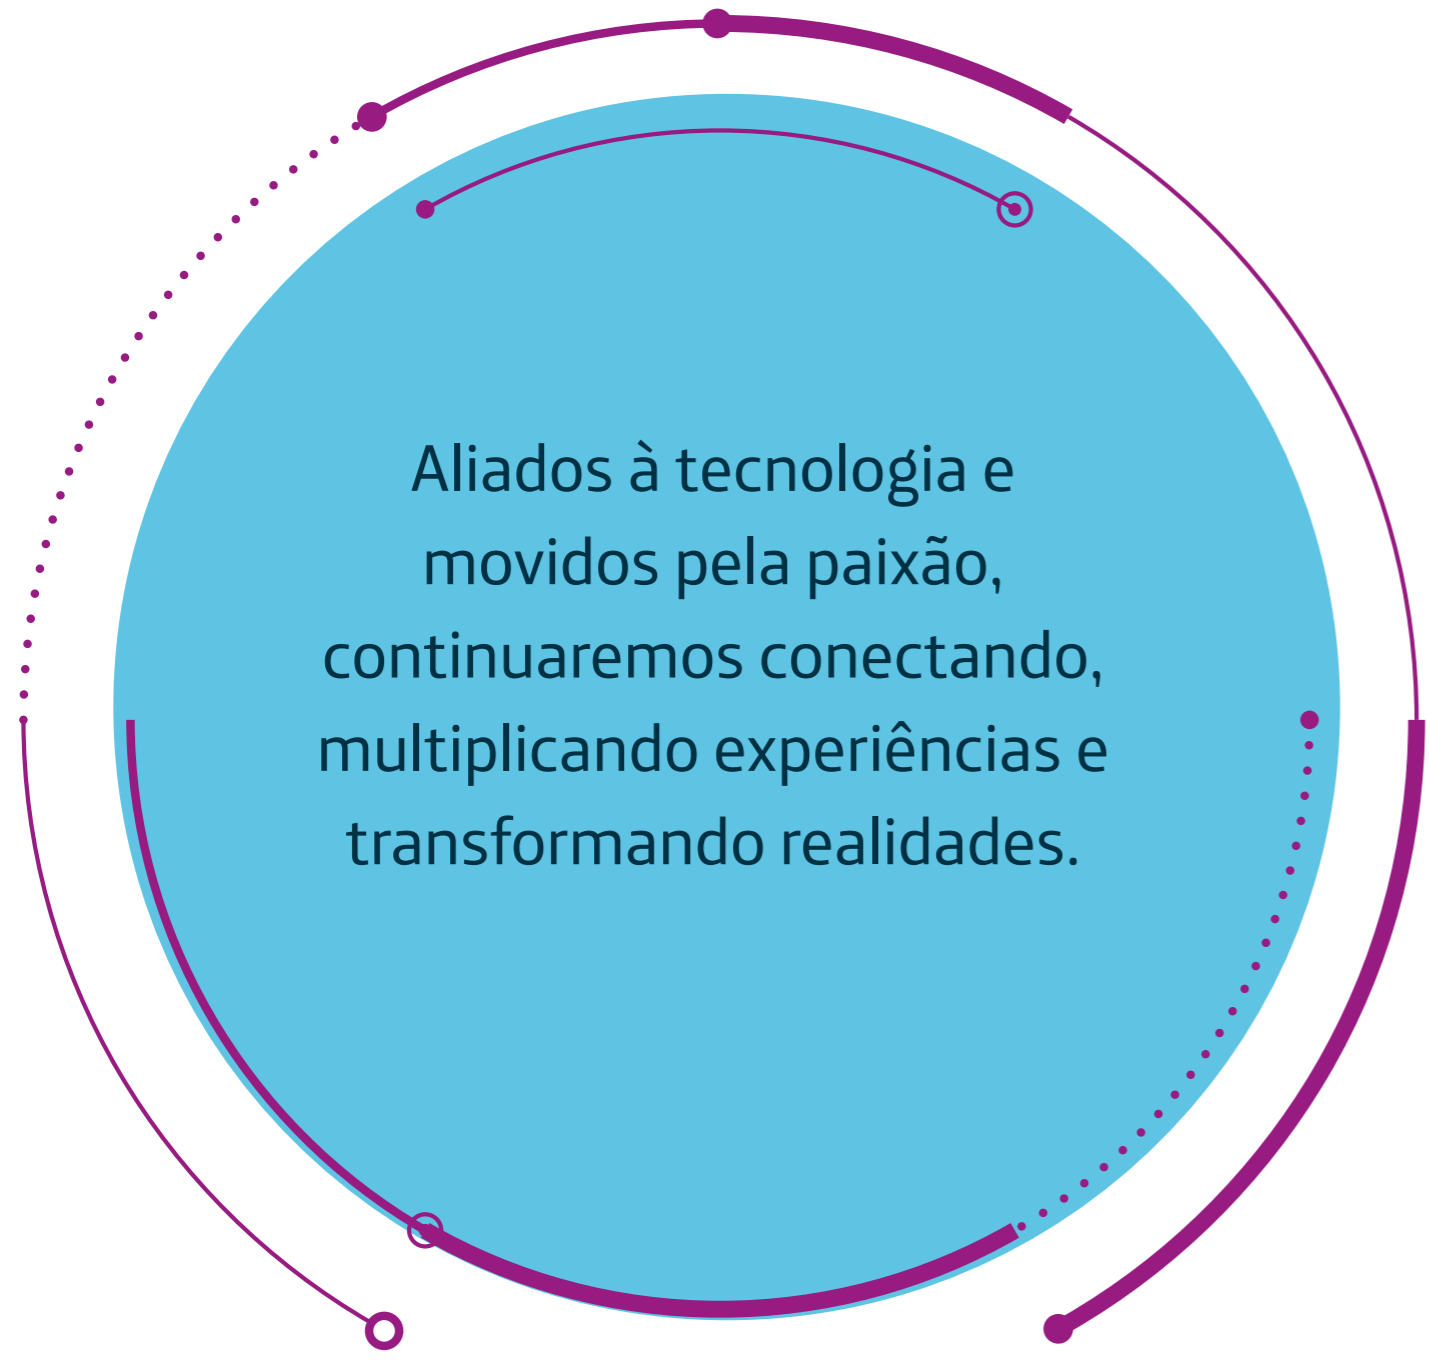 Aliados à tecnologia e
movidos pela paixão,
continuaremos conectando,
multiplicando experiências e
transformando realidades.